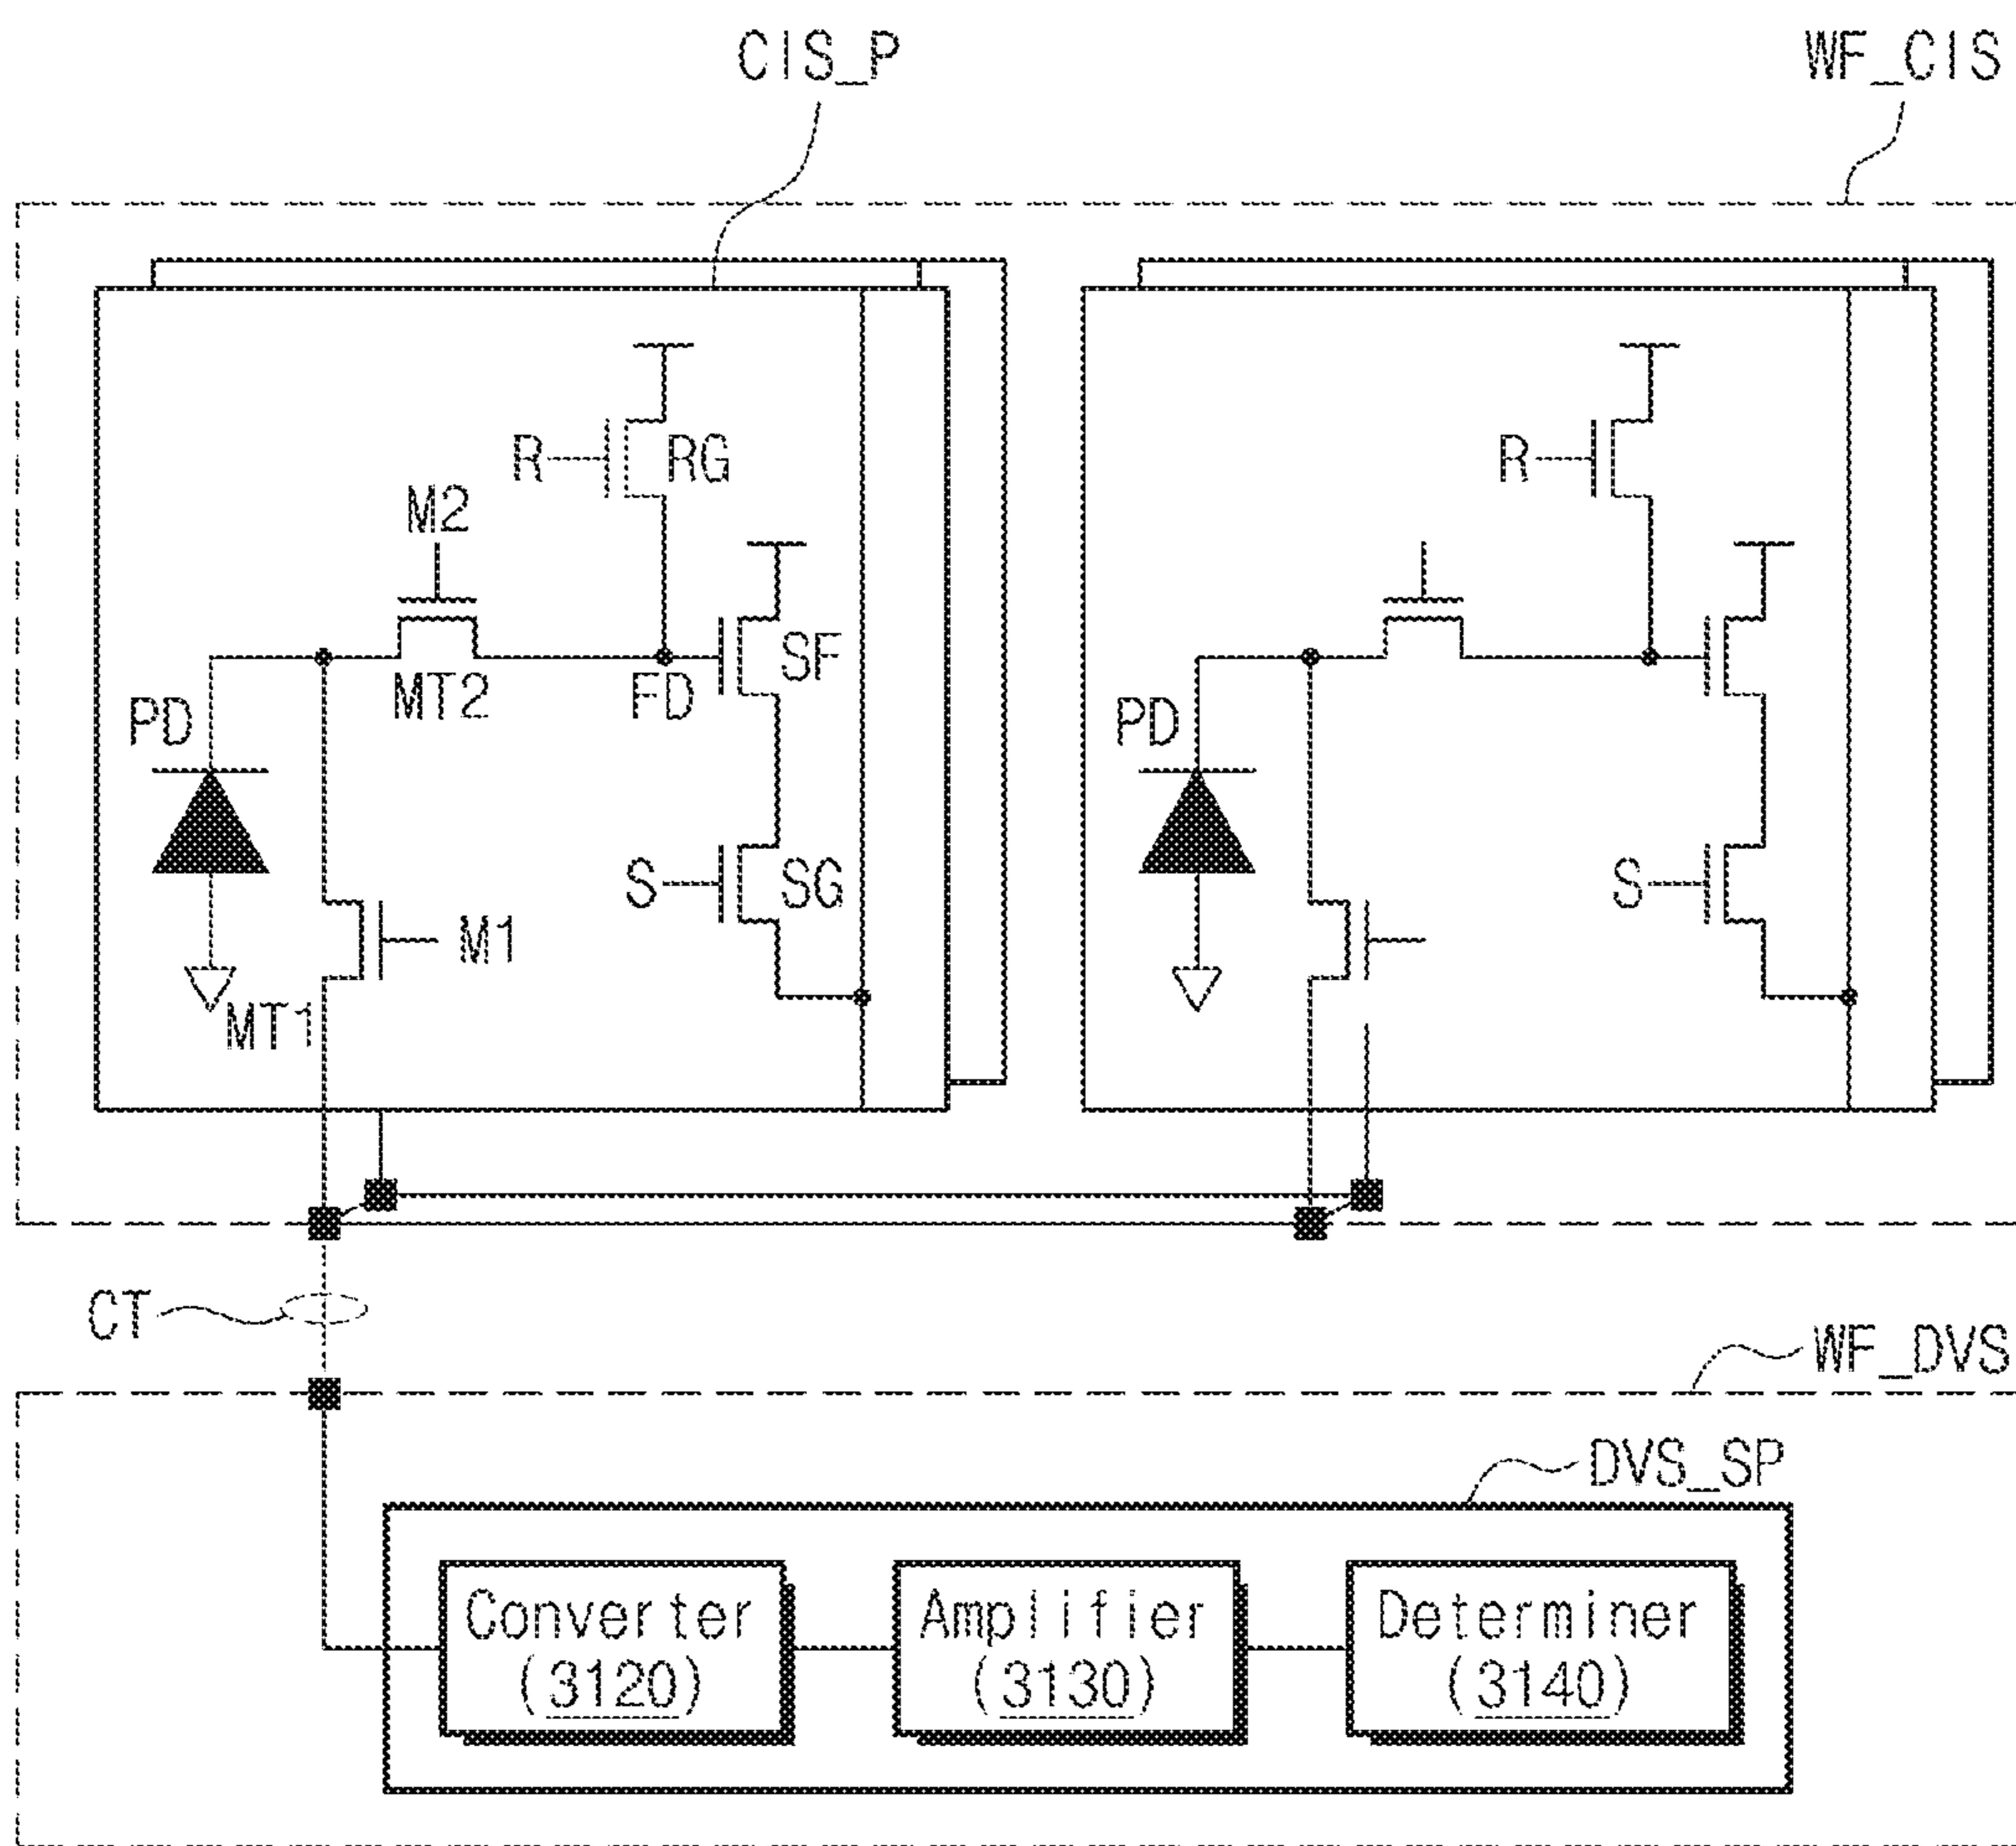 CIS_P
WF_CIS
R
RG
R
M2
SF
MT2
FD
PD
PD
S
SG
S
M1
MT1
CT
WF_DVS
DVS_SP
Converter
(3120)
Amplifier
(3130)
Determiner
(3140)